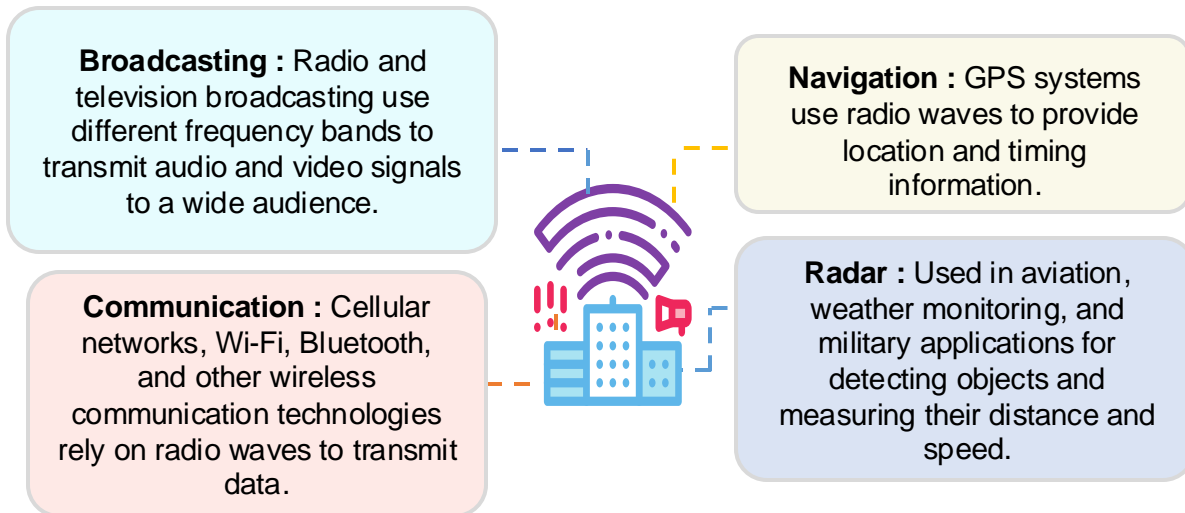 Broadcasting : Radio and
television broadcasting use
different frequency bands to
transmit audio and video signals
to a wide audience.
Navigation : GPS systems
use radio waves to provide
location and timing
information.
Communication : Cellular
networks, Wi-Fi, Bluetooth,
and other wireless
communication technologies
rely on radio waves to transmit
data.
Radar : Used in aviation,
weather monitoring, and
military applications for
detecting objects and
measuring their distance and
speed.